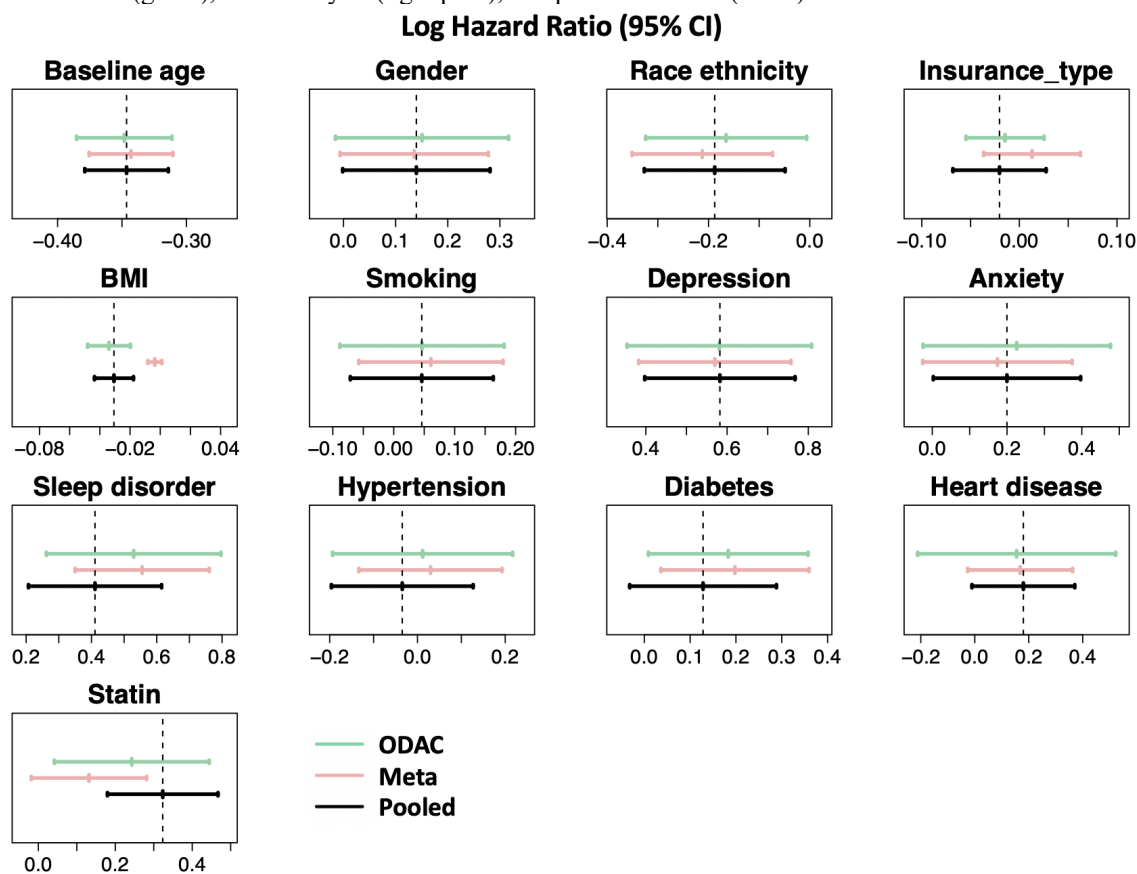 Log Hazard Ratio (95% CI)
Baseline age Gender Race ethnicity Insurance_type
−0.40 −0.30 0.0 0.1 0.2 0.3 −0.4 −0.2 0.0 −0.10 0.00 0.10
BMI Smoking Depression Anxiety
−0.08 −0.02 0.04 −0.10 0.00 0.10 0.20 0.4 0.6 0.8 0.0 0.2 0.4
Sleep disorder Hypertension Diabetes Heart disease
0.2 0.4 0.6 0.8 −0.2 0.0 0.2 0.0 0.1 0.2 0.3 0.4 −0.2 0.0 0.2 0.4
Statin
ODAC
Meta
Pooled
0.0 0.2 0.4